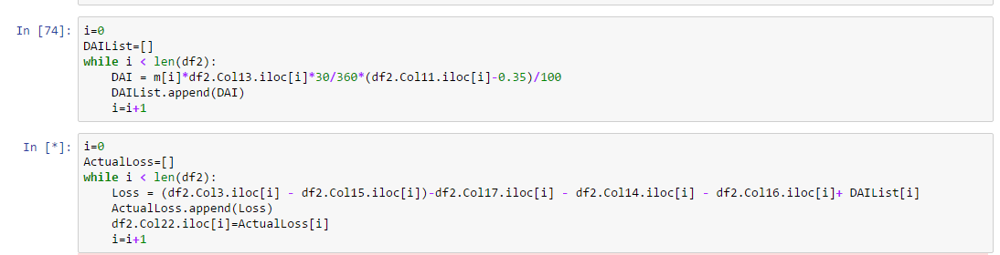 In [74]: i=0
DAIList=[]
while i < len(df2):
    DAI = m[i]*df2.Col13.iloc[i]*30/360*(df2.Col11.iloc[i]-0.35)/100
    DAIList.append(DAI)
    i=i+1
In [*]: i=0
ActualLoss=[]
while i < len(df2):
    Loss = (df2.Col3.iloc[i] - df2.Col15.iloc[i])-df2.Col17.iloc[i] - df2.Col14.iloc[i] - df2.Col16.iloc[i]+ DAIList[i]
    ActualLoss.append(Loss)
    df2.Col22.iloc[i]=ActualLoss[i]
    i=i+1